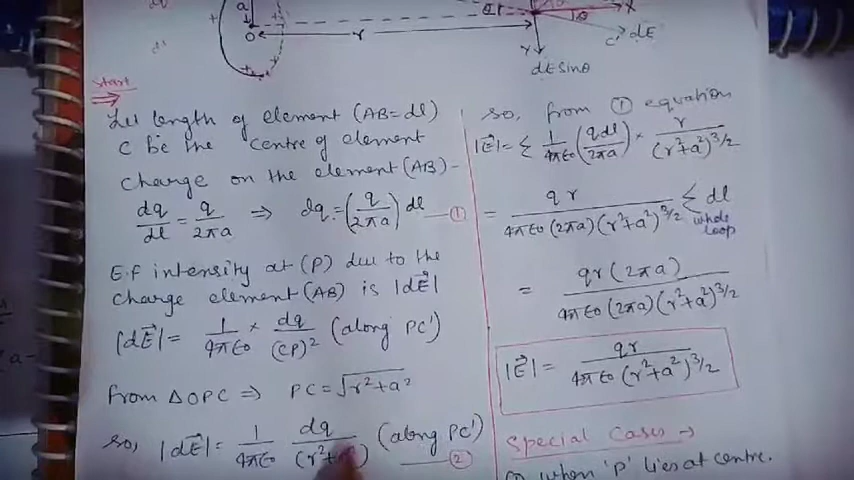 a
O
r
X
Y
C' dE
dE sinθ
Start
Let length of element (AB=dl)
C be the centre of element
charge on the element (AB) -
dq/dl = q/2πa ⇒ dq = (q/2πa) dl —①
E.f intensity at (P) due to the
charge element (AB) is |dE⃗|
|dE⃗| = 1/4πε0 × dq/(CP)² (along PC')
from ΔOPC ⇒ PC = √r²+a²
so, |dE⃗| = 1/4πε0 dq/(r²+a²) (along PC') —②
so, from ① equation
|E⃗| = Σ 1/4πε0 (qdl/2πa) × r/(r²+a²)^3/2
= qr/4πε0 (2πa)(r²+a²)^3/2 Σ dl
whole
loop
= qr(2πa)/4πε0 (2πa)(r²+a²)^3/2
|E⃗| = qr/4πε0 (r²+a²)^3/2
Special Cases →
① when 'P' lies at centre.